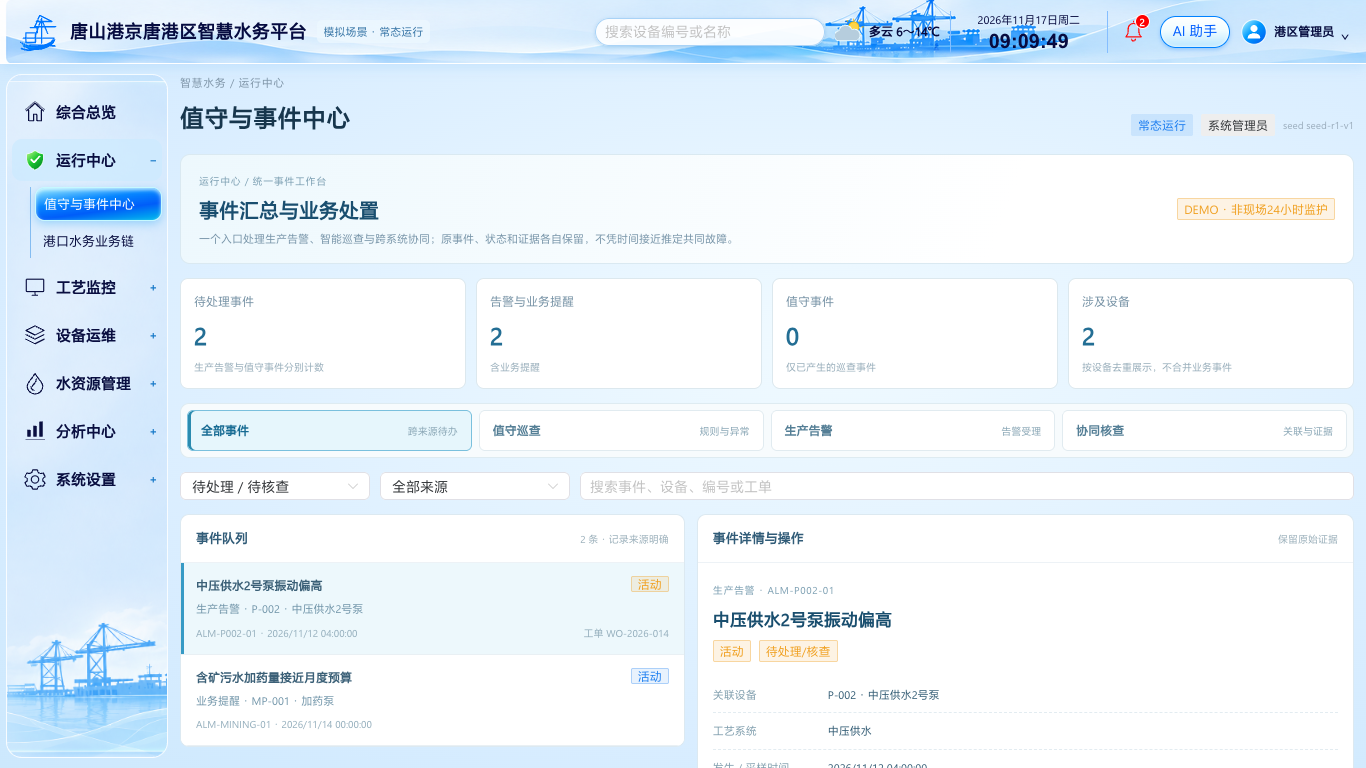 唐山港京唐港区智慧水务平台
模拟场景 · 常态运行
搜索设备编号或名称
多云 6~14℃
2026年11月17日周二
09:09:49
2
AI 助手
港区管理员
综合总览
运行中心 −
值守与事件中心
港口水务业务链
工艺监控 +
设备运维 +
水资源管理 +
分析中心 +
系统设置 +
智慧水务 / 运行中心
值守与事件中心
常态运行 系统管理员 seed seed-r1-v1
运行中心 / 统一事件工作台
事件汇总与业务处置
一个入口处理生产告警、智能巡查与跨系统协同；原事件、状态和证据各自保留，不凭时间接近推定共同故障。
DEMO · 非现场24小时监护
待处理事件
2
生产告警与值守事件分别计数
告警与业务提醒
2
含业务提醒
值守事件
0
仅已产生的巡查事件
涉及设备
2
按设备去重展示，不合并业务事件
全部事件 跨来源待办
值守巡查 规则与异常
生产告警 告警受理
协同核查 关联与证据
待处理 / 待核查
全部来源
搜索事件、设备、编号或工单
事件队列 2 条 · 记录来源明确
中压供水2号泵振动偏高 活动
生产告警 · P-002 · 中压供水2号泵
ALM-P002-01 · 2026/11/12 04:00:00 工单 WO-2026-014
含矿污水加药量接近月度预算 活动
业务提醒 · MP-001 · 加药泵
ALM-MINING-01 · 2026/11/14 00:00:00
事件详情与操作 保留原始证据
生产告警 · ALM-P002-01
中压供水2号泵振动偏高
活动 待处理/核查
关联设备 P-002 · 中压供水2号泵
工艺系统 中压供水
发生 / 采样时间 2026/11/12 04:00:00